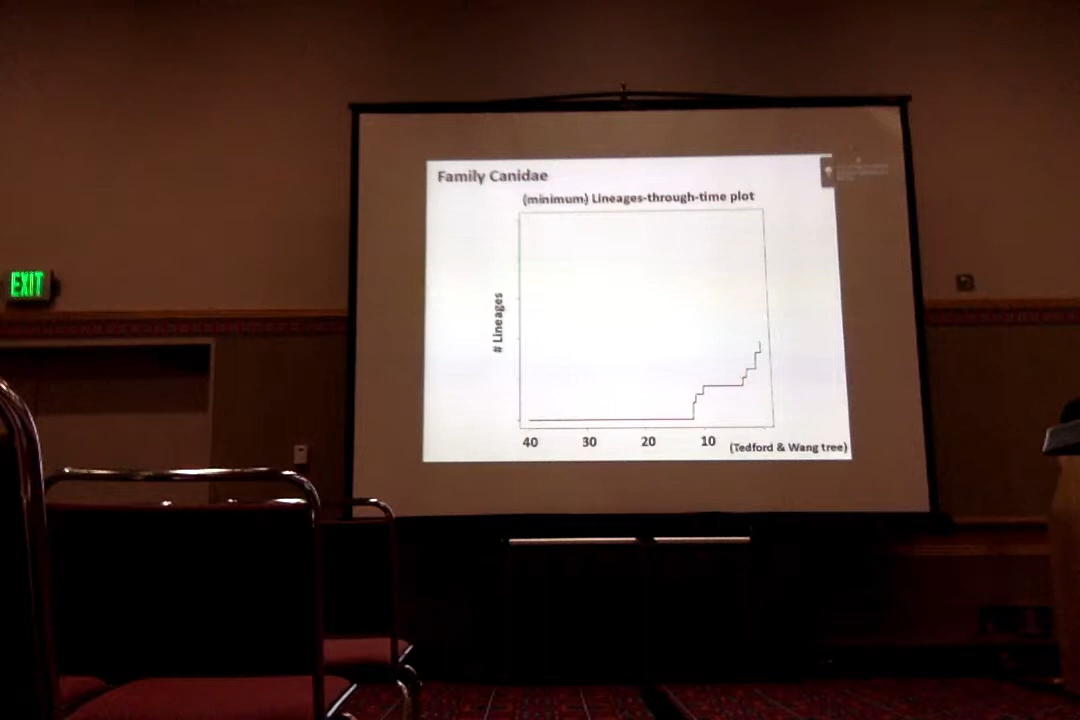 EXIT
Family Canidae
(minimum) Lineages-through-time plot
# Lineages
40 30 20 10
(Tedford & Wang tree)